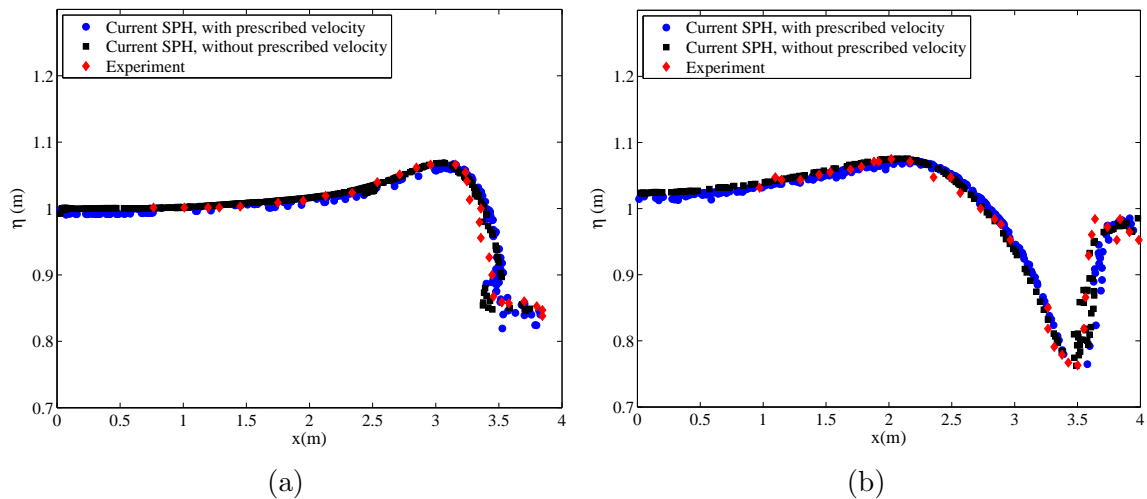 Current SPH, with prescribed velocity
Current SPH, without prescribed velocity
Experiment
1.2
1.1
1
0.9
0.8
0.7
η (m)
0 0.5 1 1.5 2 2.5 3 3.5 4
x(m)
(a)
Current SPH, with prescribed velocity
Current SPH, without prescribed velocity
Experiment
1.2
1.1
1
0.9
0.8
0.7
η (m)
0 0.5 1 1.5 2 2.5 3 3.5 4
x(m)
(b)